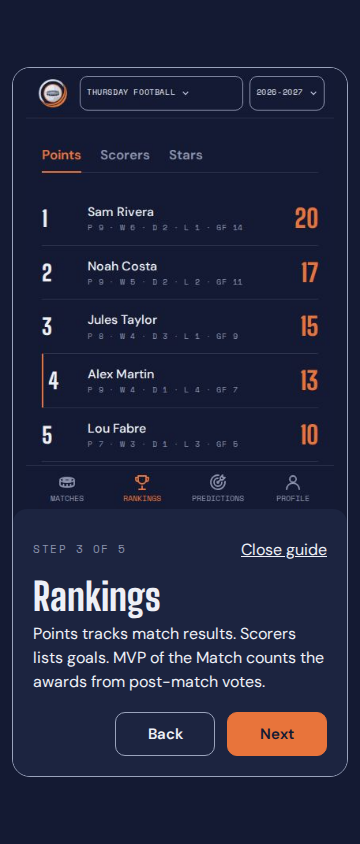 THURSDAY FOOTBALL
2026-2027
Points Scorers Stars
1 Sam Rivera 20
P 9 · W 6 · D 2 · L 1 · GF 14
2 Noah Costa 17
P 9 · W 5 · D 2 · L 2 · GF 11
3 Jules Taylor 15
P 8 · W 4 · D 3 · L 1 · GF 9
4 Alex Martin 13
P 9 · W 4 · D 1 · L 4 · GF 7
5 Lou Fabre 10
P 7 · W 3 · D 1 · L 3 · GF 5
MATCHES RANKINGS PREDICTIONS PROFILE
STEP 3 OF 5 Close guide
Rankings
Points tracks match results. Scorers
lists goals. MVP of the Match counts the
awards from post-match votes.
Back Next